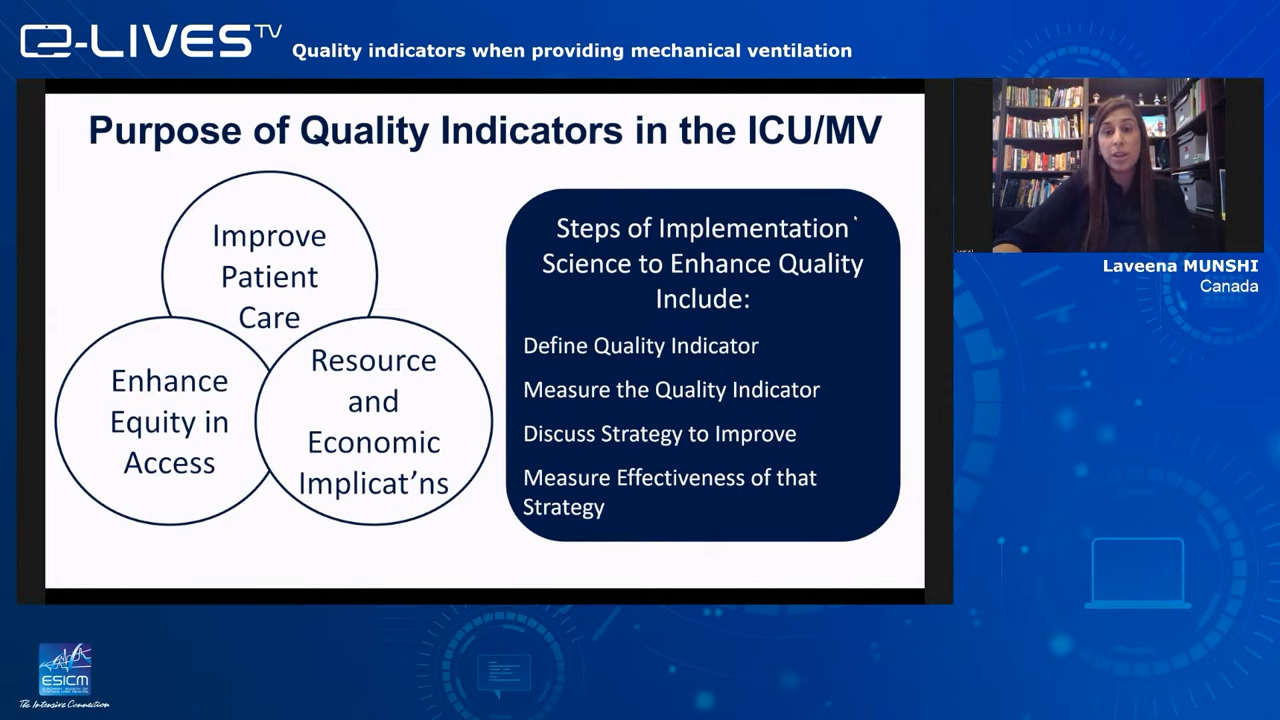 e-LIVES TV
Quality indicators when providing mechanical ventilation
Purpose of Quality Indicators in the ICU/MV
Improve
Patient
Care
Enhance
Equity in
Access
Resource
and
Economic
Implicat’ns
Steps of Implementation
Science to Enhance Quality
Include:
Define Quality Indicator
Measure the Quality Indicator
Discuss Strategy to Improve
Measure Effectiveness of that
Strategy
Laveena MUNSHI
Canada
ESICM
The Intensive Connection